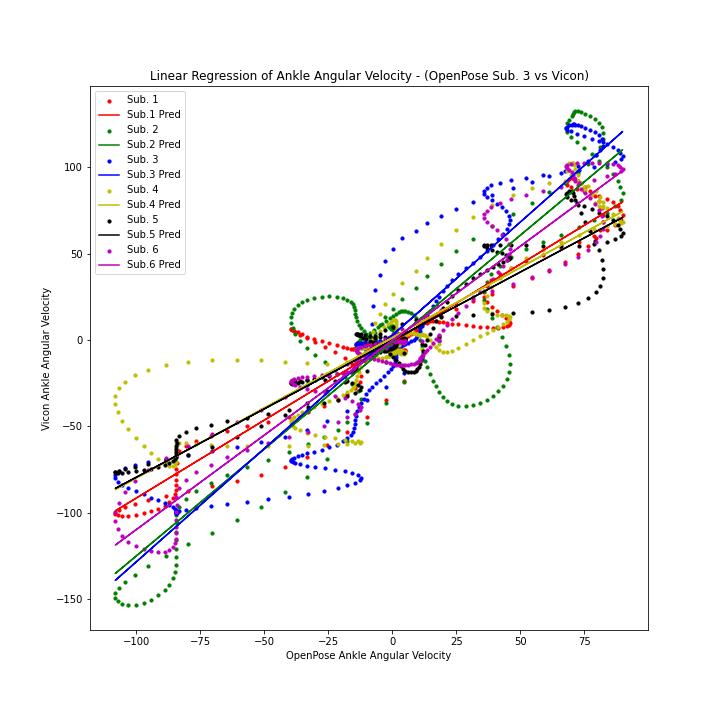 Linear Regression of Ankle Angular Velocity - (OpenPose Sub. 3 vs Vicon)
Sub. 1
Sub.1 Pred
Sub. 2
Sub.2 Pred
Sub. 3
Sub.3 Pred
Sub. 4
Sub.4 Pred
Sub. 5
Sub.5 Pred
Sub. 6
Sub.6 Pred
Vicon Ankle Angular Velocity
100
50
0
−50
−100
−150
−100
−75
−50
−25
0
25
50
75
OpenPose Ankle Angular Velocity